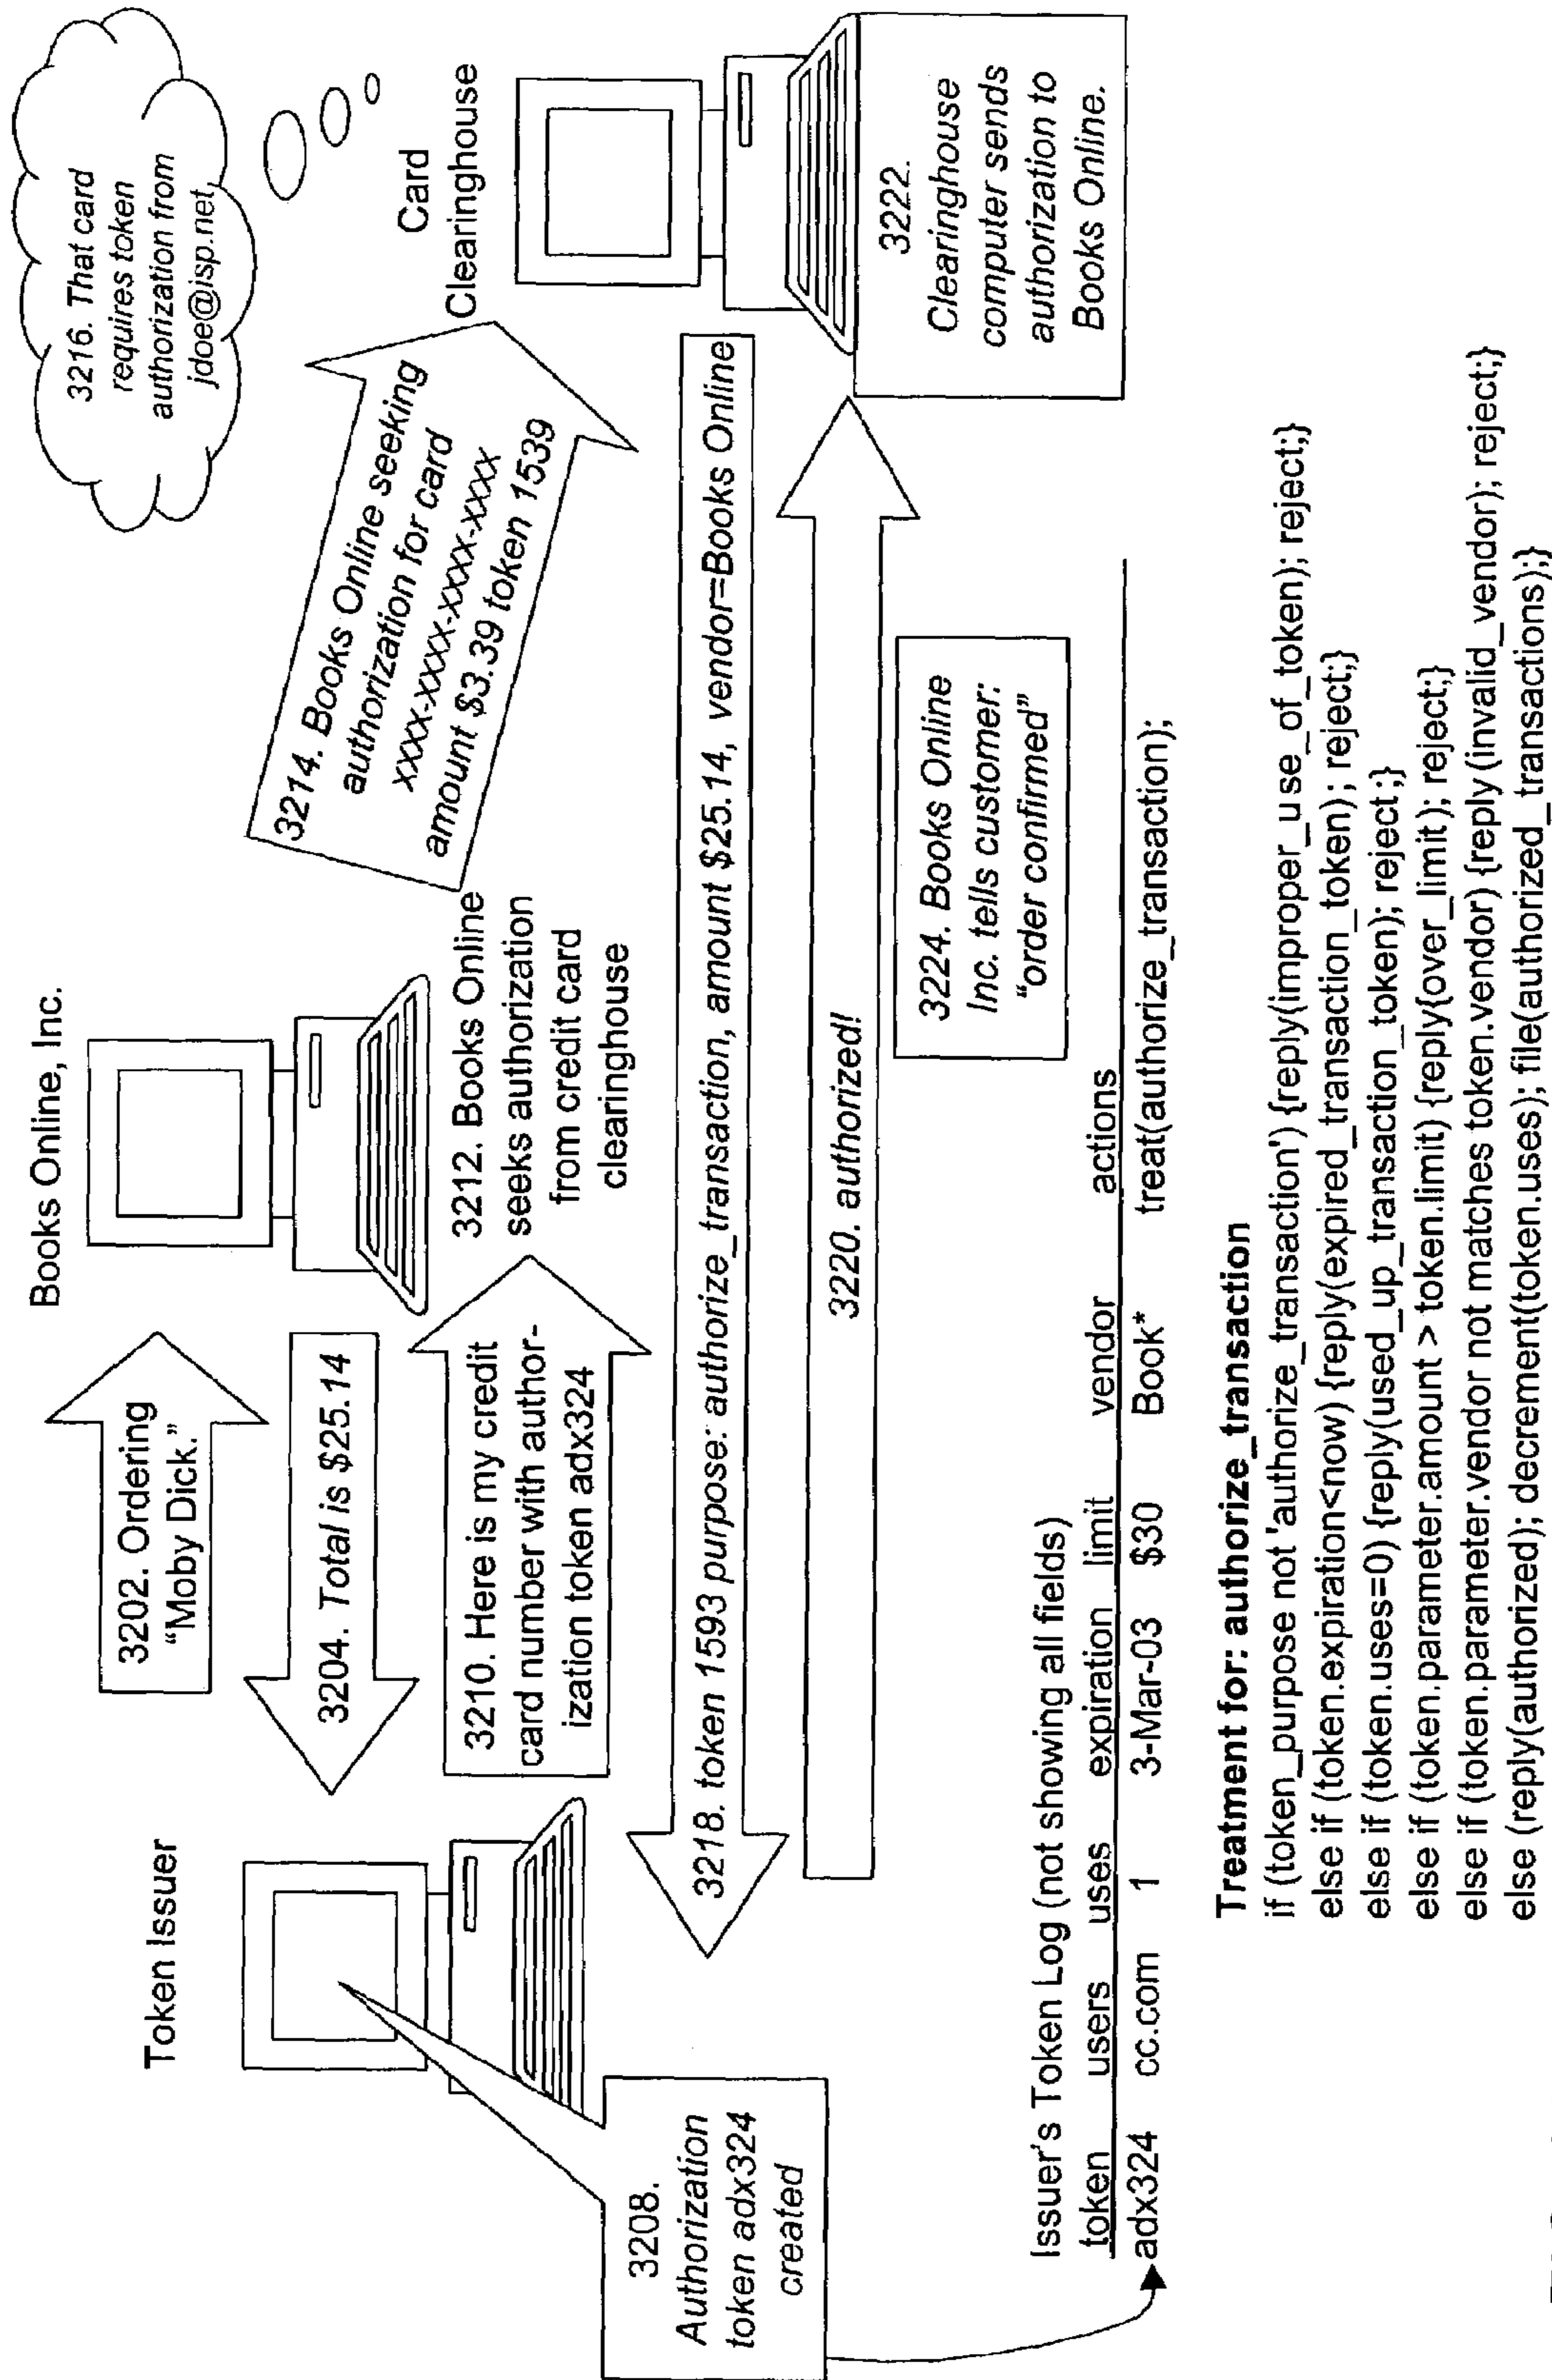 Token Issuer
Books Online, Inc.
Card
Clearinghouse
3202. Ordering
"Moby Dick."
3204. Total is $25.14
3208.
Authorization
token adx324
created
3210. Here is my credit
card number with author-
ization token adx324
3212. Books Online
seeks authorization
from credit card
clearinghouse
3214. Books Online seeking
authorization for card
xxxx-xxxx-xxxx-xxxx
amount $3.39 token 1539
3216. That card
requires token
authorization from
jdoe@isp.net,
3218. token 1593 purpose: authorize_transaction, amount $25.14, vendor=Books Online
3220. authorized!
3222.
Clearinghouse
computer sends
authorization to
Books Online.
3224. Books Online
Inc. tells customer:
"order confirmed"
Issuer's Token Log (not showing all fields)
token users uses expiration limit vendor actions
adx324 cc.com 1 3-Mar-03 $30 Book* treat(authorize_transaction);
Treatment for: authorize_transaction
if (token_purpose not 'authorize_transaction') {reply(improper_use_of_token); reject;}
else if (token.expiration<now) {reply(expired_transaction_token); reject;}
else if (token.uses=0) {reply(used_up_transaction_token); reject;}
else if (token.parameter.amount > token.limit) {reply{over_limit); reject;}
else if (token.parameter.vendor not matches token.vendor) {reply(invalid_vendor); reject;}
else (reply(authorized); decrement(token.uses); file(authorized_transactions);}